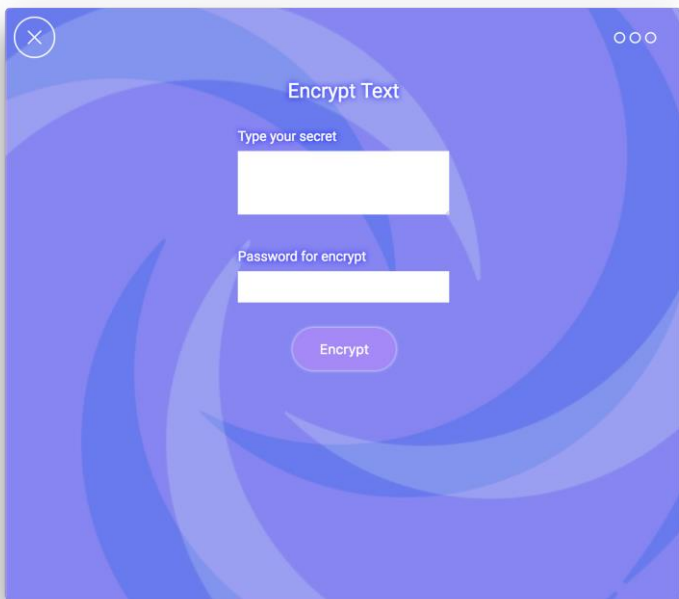 Encrypt Text
Type your secret
Password for encrypt
Encrypt